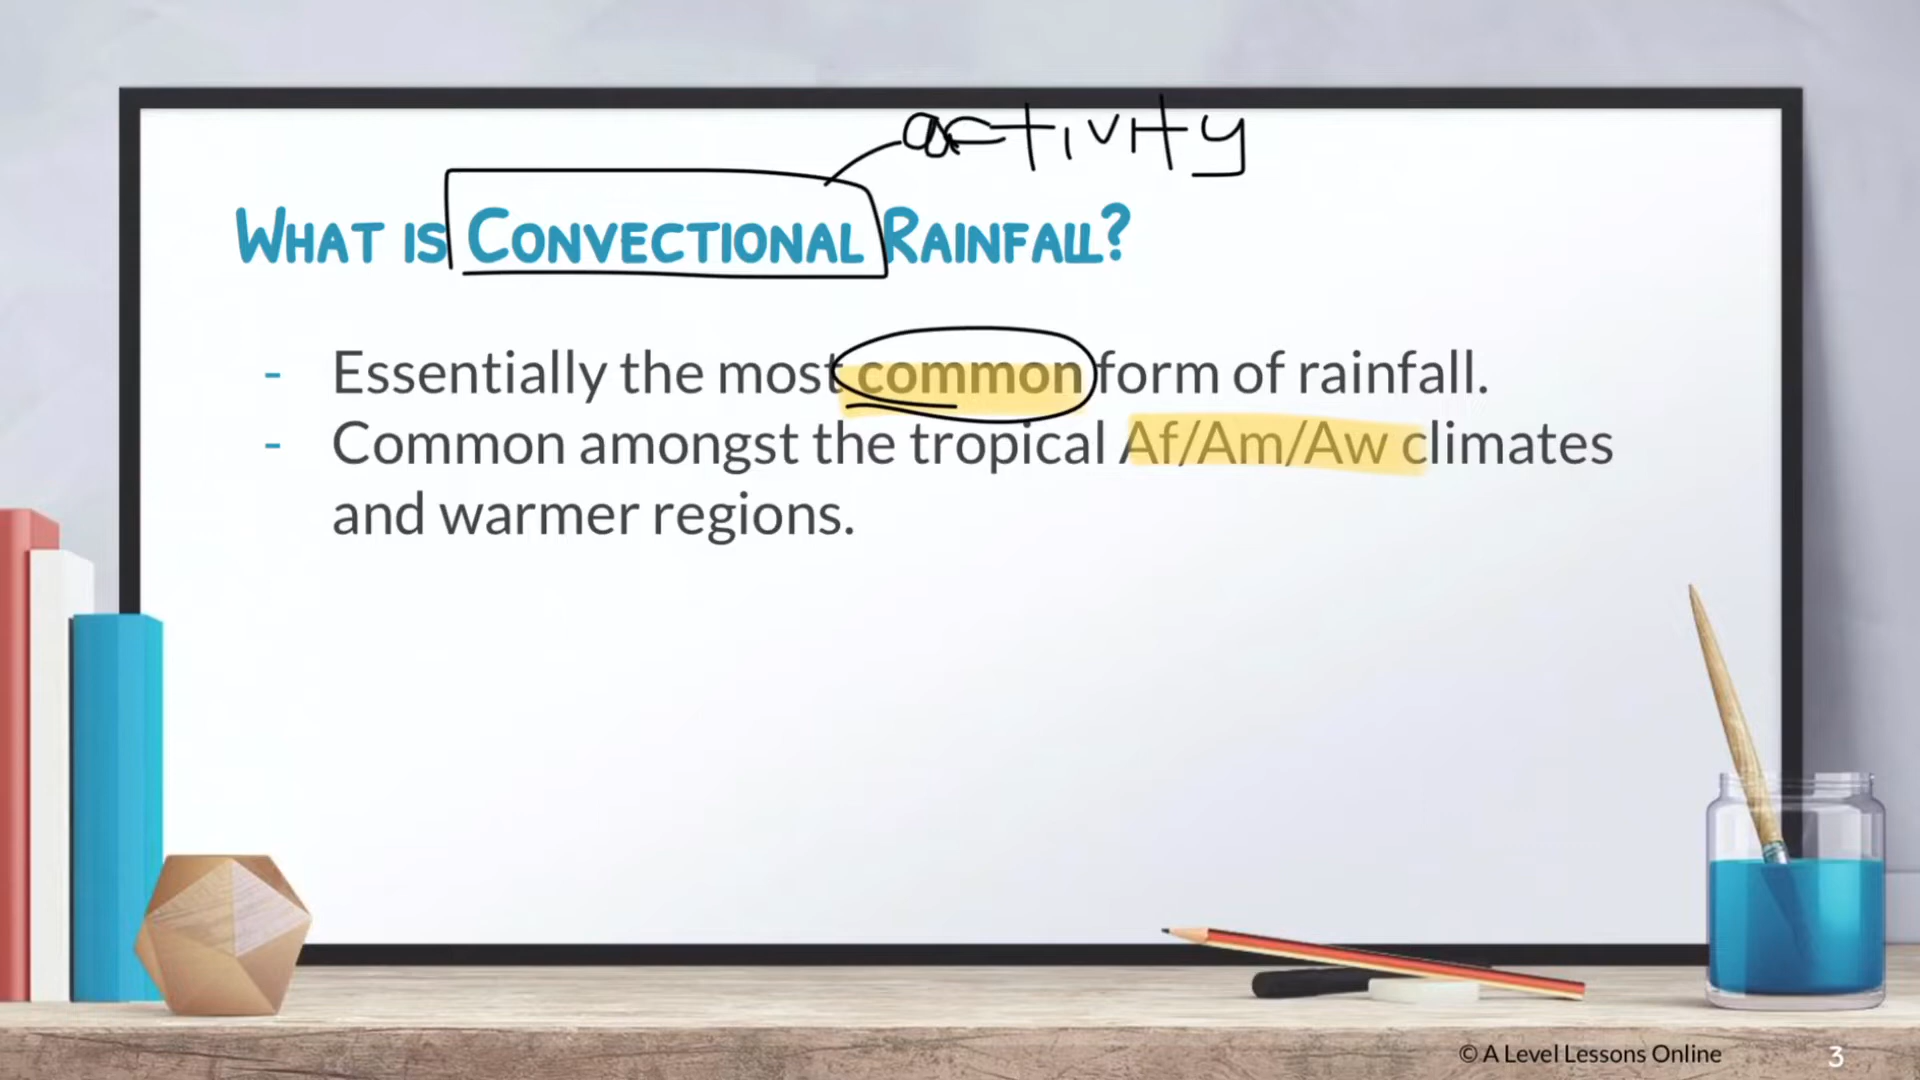 activity
What is Convectional Rainfall?
- Essentially the most common form of rainfall.
- Common amongst the tropical Af/Am/Aw climates
and warmer regions.
© A Level Lessons Online
3